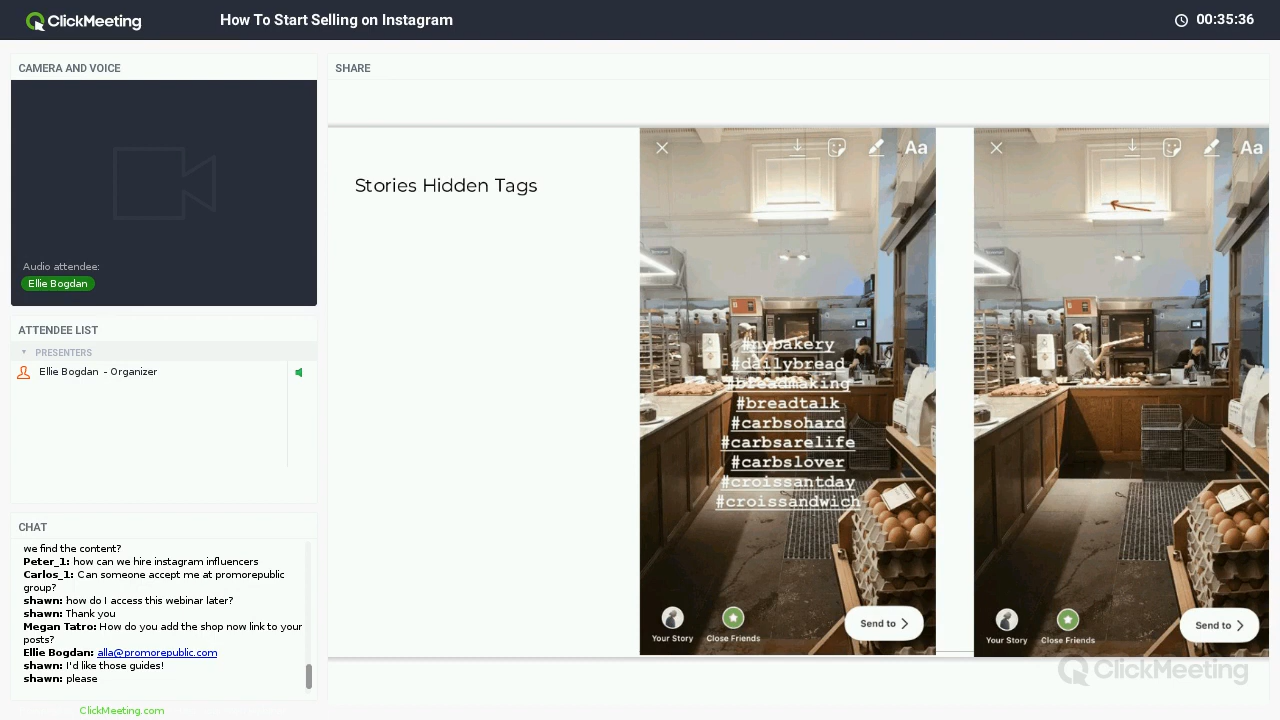 ClickMeeting
How To Start Selling on Instagram
00:35:36
CAMERA AND VOICE
Audio attendee:
Ellie Bogdan
ATTENDEE LIST
PRESENTERS
Ellie Bogdan - Organizer
CHAT
we find the content?
Peter_1: how can we hire instagram influencers
Carlos_1: Can someone accept me at promorepublic
group?
shawn: how do I access this webinar later?
shawn: Thank you
Megan Tatro: How do you add the shop now link to your
posts?
Ellie Bogdan: alla@promorepublic.com
shawn: I'd like those guides!
shawn: please
ClickMeeting.com
SHARE
Stories Hidden Tags
Aa
#nybakery
#dailybread
#breadmaking
#breadtalk
#carbsohard
#carbsarelife
#carbslover
#croissantday
#croissandwich
Your Story
Close Friends
Send to
Aa
Your Story
Close Friends
Send to
ClickMeeting